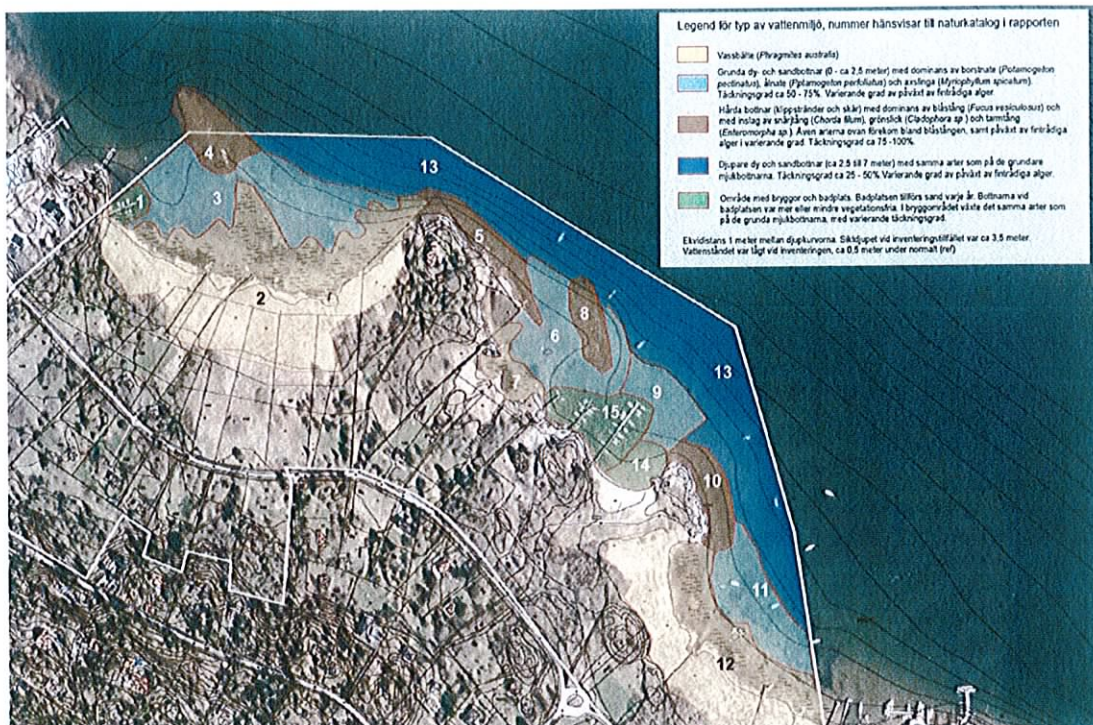 Legend för typ av vattenmiljö, nummer hänsvisar till naturkatalog i rapporten
Vassbälte (Phragmites australis)
Grunda dy- och sandbottnar (0 - ca 2,5 meter) med dominans av borstnate (Potamogeton
pectinatus), ålnate (Pptamogeton perfoliatus) och axslinga (Myriophyllum spicatum).
Täckningsgrad ca 50 - 75%. Varierande grad av påväxt av fintrådiga alger.
Hårda bottnar (klippstränder och skär) med dominans av blåstång (Fucus vesiculosus) och
med inslag av snärjtång (Chorda filum), grönslick (Cladophora sp.) och tarmtång
(Enteromorpha sp.). Även arterna ovan förekom bland blåstången, samt påväxt av fintrådiga
alger i varierande grad. Täckningsgrad ca 75 -100%.
Djupare dy och sandbottnar (ca 2,5 till 7 meter) med samma arter som på de grundare
mjukbottnarna. Täckningsgrad ca 25 - 50% Varierande grad av påväxt av fintrådiga alger.
Område med bryggor och badplats. Badplatsen tillförs sand varje år. Bottnarna vid
badplatsen var mer eller mindre vegetationsfria. I bryggområdet växte det samma arter som
på de grunda mjukbottnarna, med varierande täckningsgrad.
Ekvidistans 1 meter mellan djupkurvorna. Siktdjupet vid inventeringstillfället var ca 3,5 meter.
Vattenståndet var lågt vid inventeringen, ca 0,5 meter under normalt (ref)
4
13
3
1
5
2
8
6
13
7
9
15
14
10
11
12